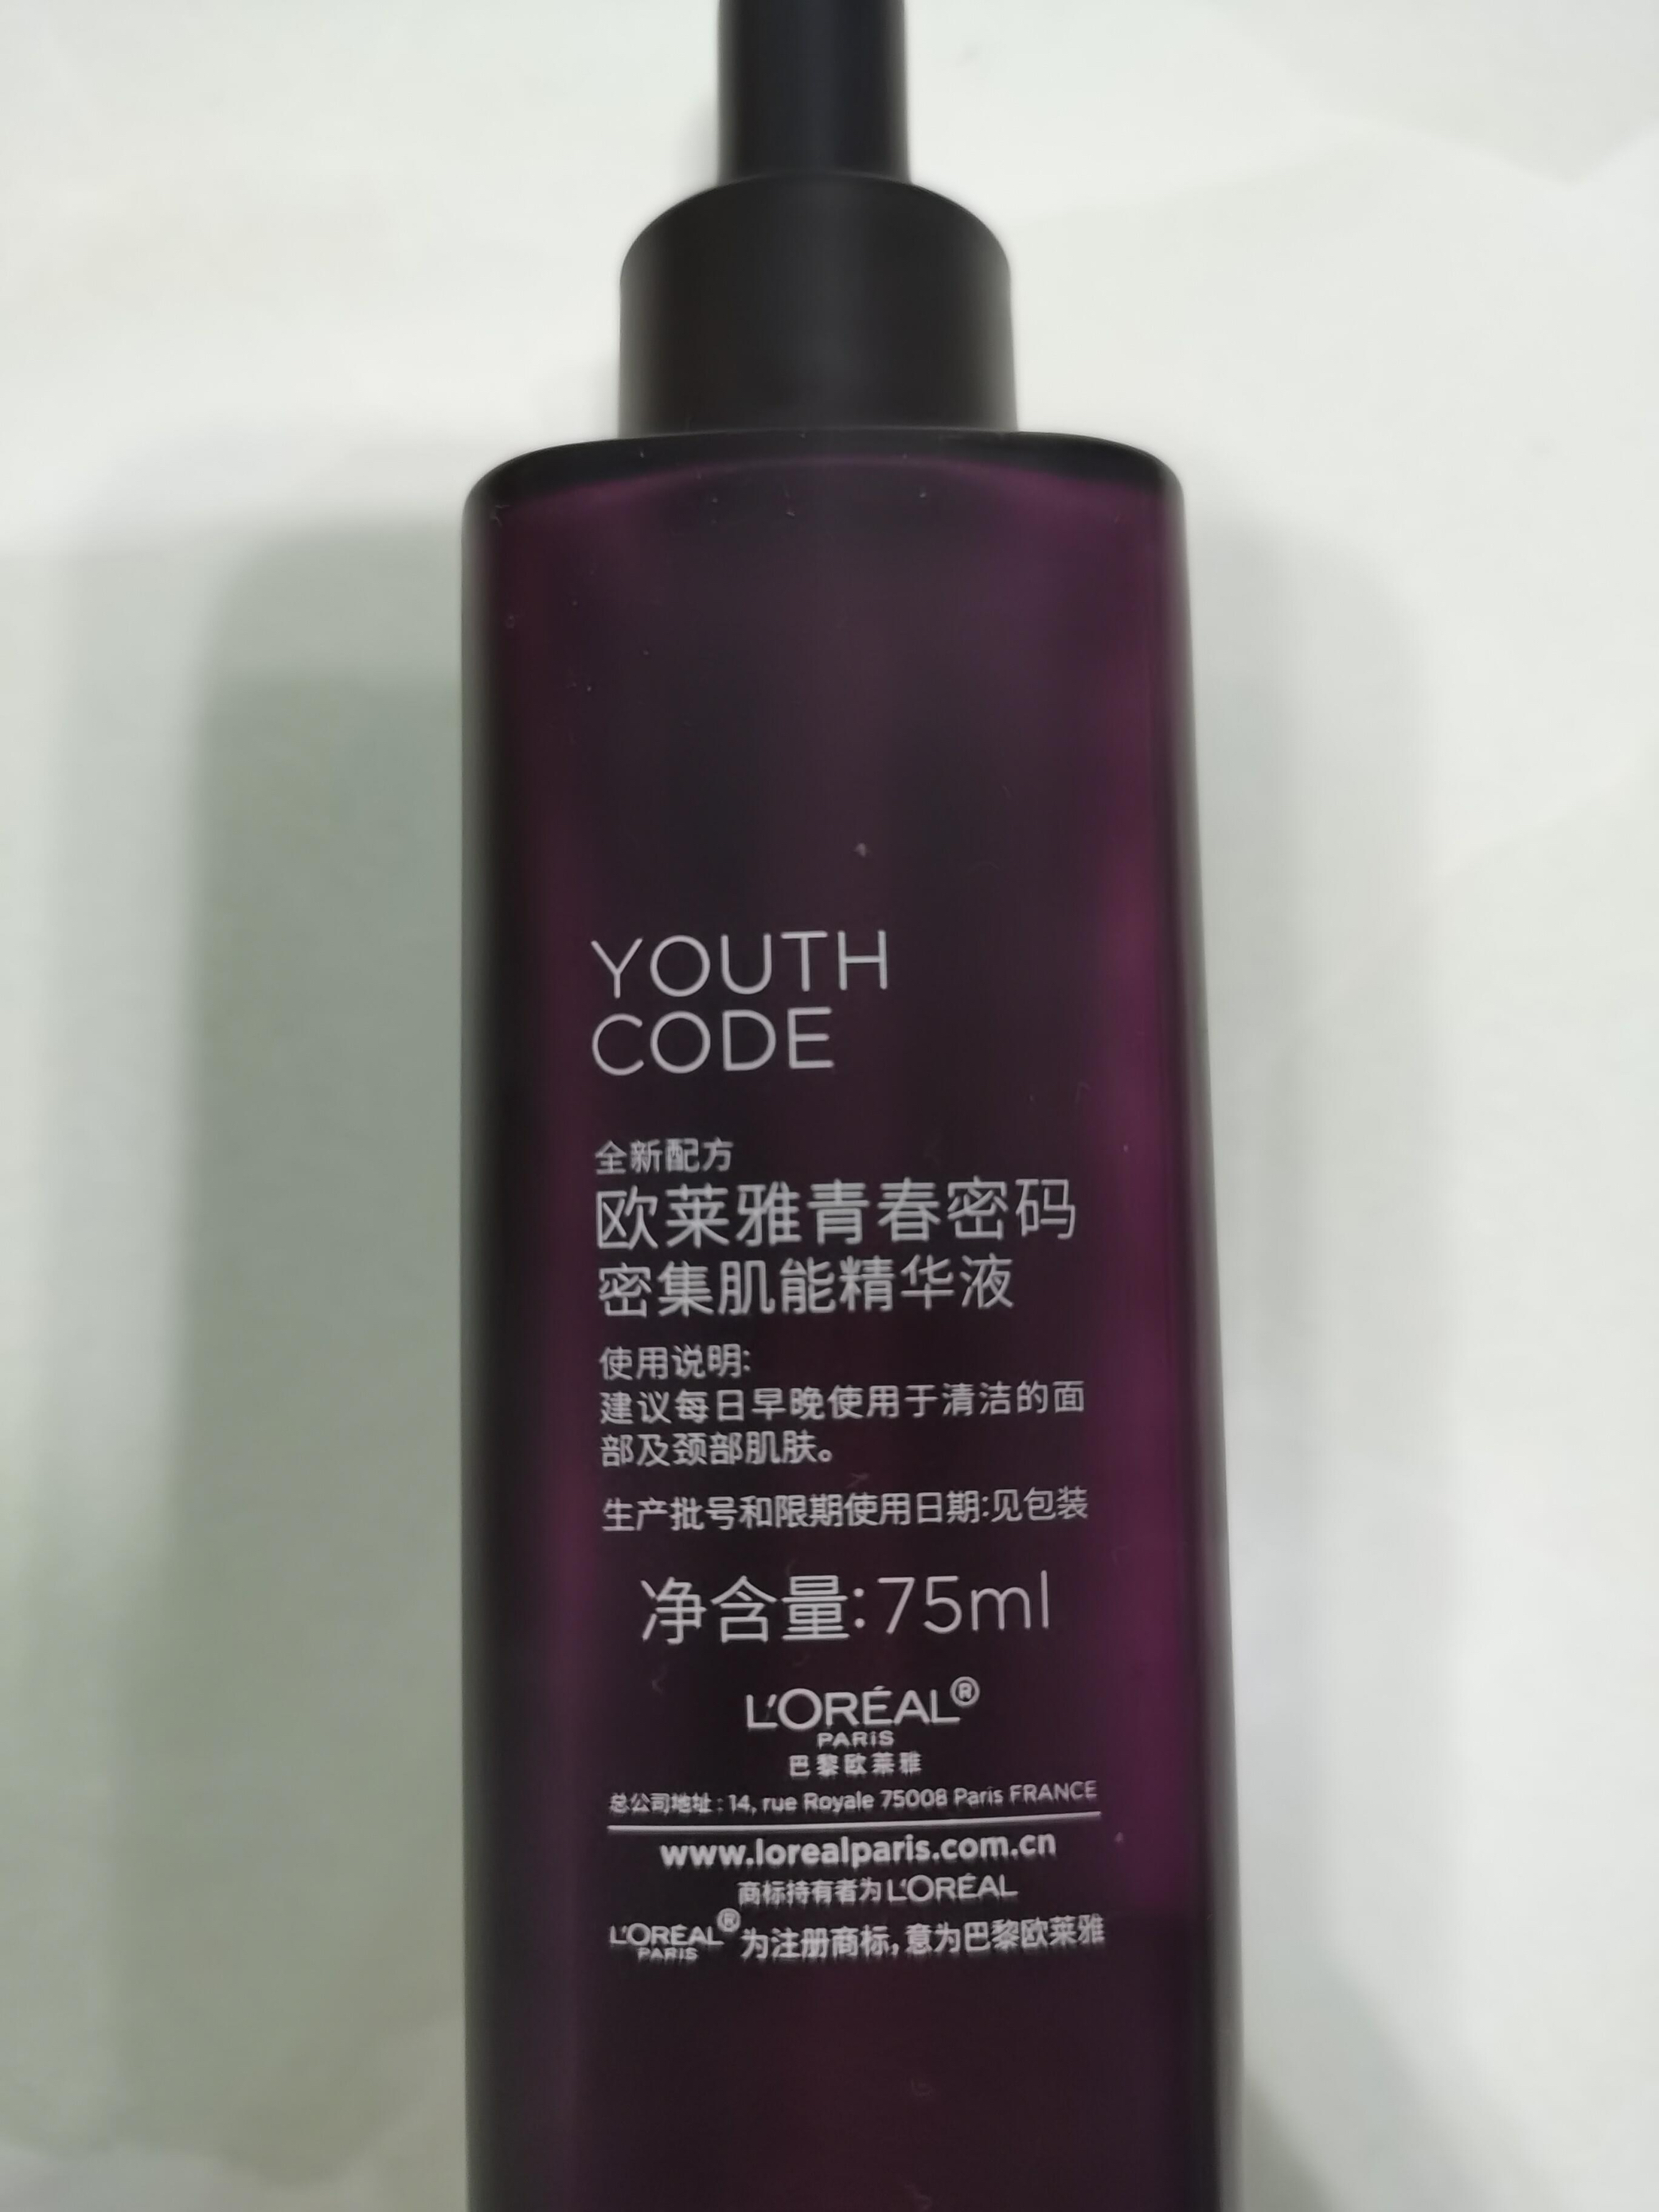 YOUTH
CODE
全新配方
欧莱雅青春密码
密集肌能精华液
使用说明:
建议每日早晚使用于清洁的面
部及颈部肌肤。
生产批号和限期使用日期:见包装
净含量:75ml
L'ORÉAL®
PARIS
巴黎欧莱雅
总公司地址:14, rue Royale 75008 Paris FRANCE
www.lorealparis.com.cn
商标持有者为L'ORÉAL
L'ORÉAL® PARIS 为注册商标,意为巴黎欧莱雅